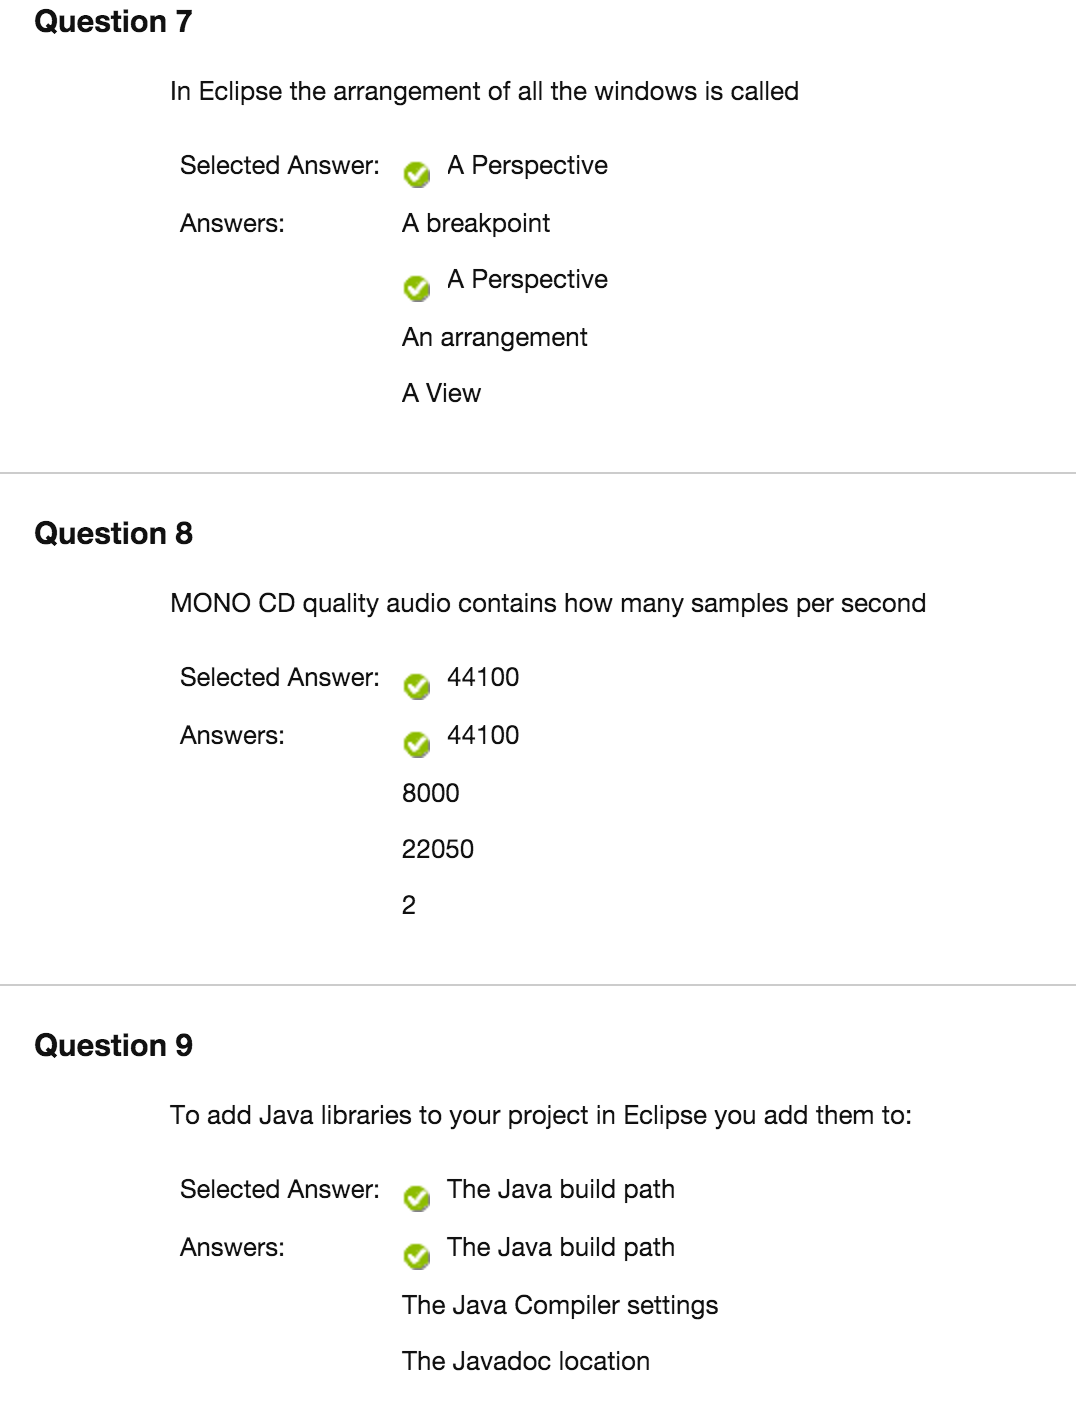 Question 7
In Eclipse the arrangement of all the windows is called
Selected Answer: A Perspective
Answers: A breakpoint
A Perspective
An arrangement
A View
Question 8
MONO CD quality audio contains how many samples per second
Selected Answer: 44100
Answers: 44100
8000
22050
2
Question 9
To add Java libraries to your project in Eclipse you add them to:
Selected Answer: The Java build path
Answers: The Java build path
The Java Compiler settings
The Javadoc location